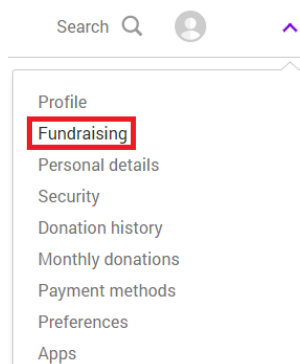 Search
Profile
Fundraising
Personal details
Security
Donation history
Monthly donations
Payment methods
Preferences
Apps